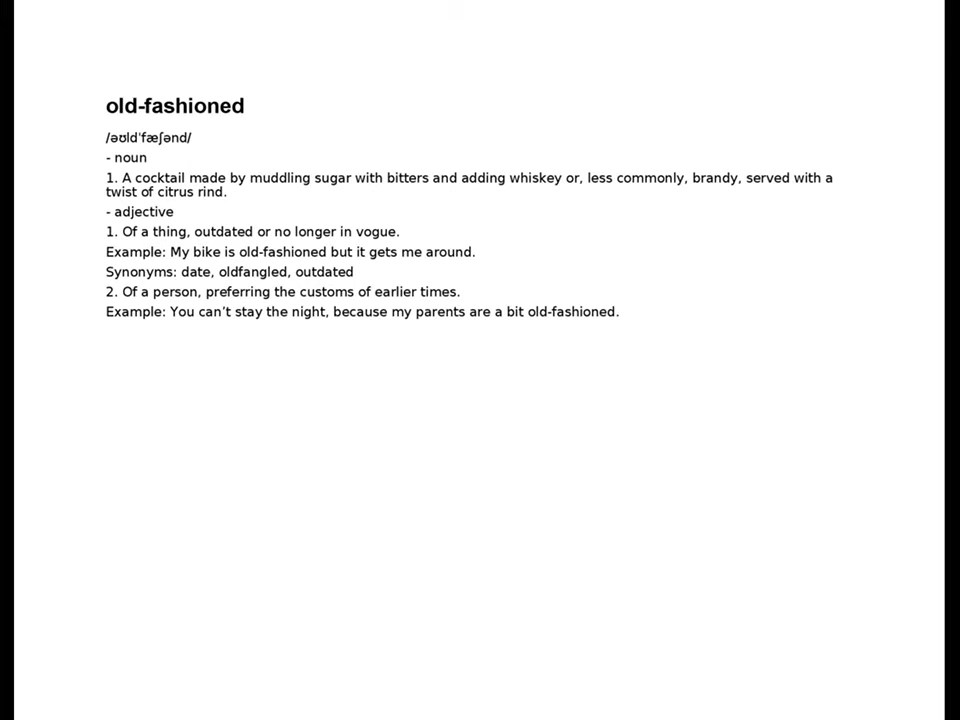 old-fashioned
/əʊldˈfæʃənd/
- noun
1. A cocktail made by muddling sugar with bitters and adding whiskey or, less commonly, brandy, served with a
twist of citrus rind.
- adjective
1. Of a thing, outdated or no longer in vogue.
Example: My bike is old-fashioned but it gets me around.
Synonyms: date, oldfangled, outdated
2. Of a person, preferring the customs of earlier times.
Example: You can’t stay the night, because my parents are a bit old-fashioned.